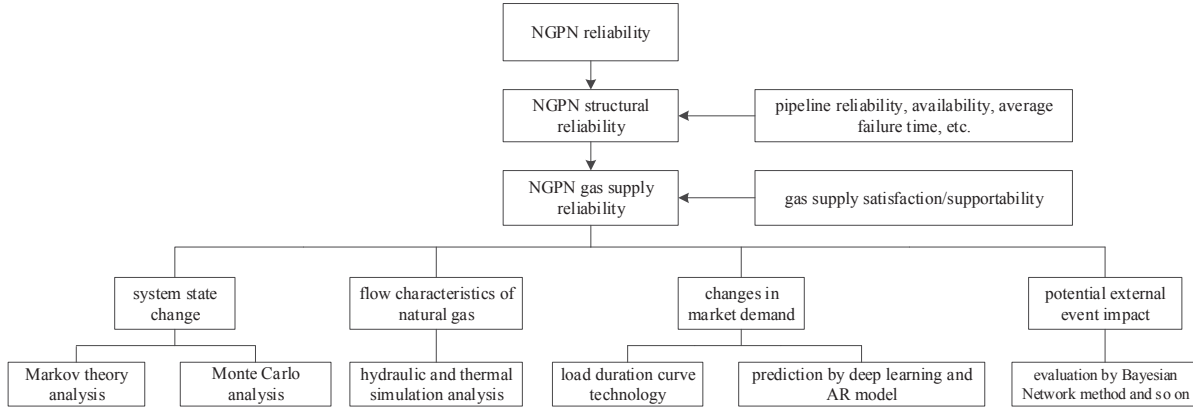 NGPN reliability
NGPN structural
reliability
pipeline reliability, availability, average
failure time, etc.
NGPN gas supply
reliability
gas supply satisfaction/supportability
system state
change
flow characteristics of
natural gas
changes in
market demand
potential external
event impact
Markov theory
analysis
Monte Carlo
analysis
hydraulic and thermal
simulation analysis
load duration curve
technology
prediction by deep learning and
AR model
evaluation by Bayesian
Network method and so on